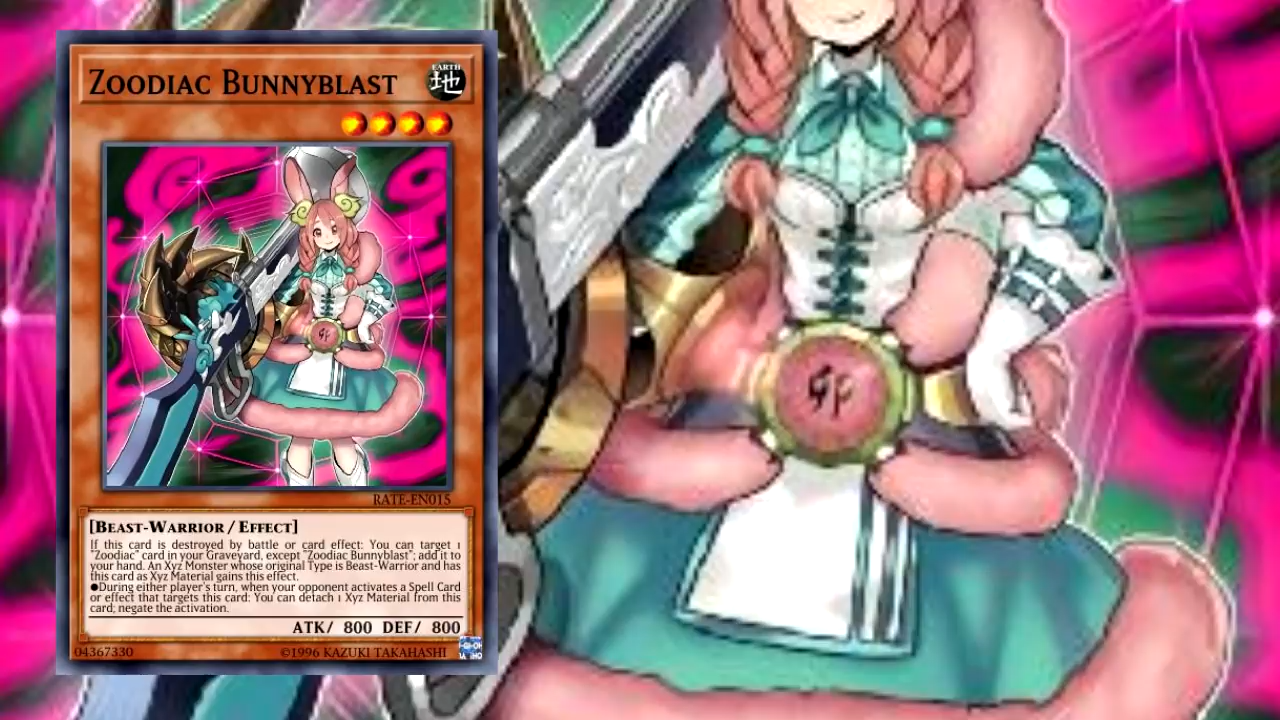 ZOODIAC BUNNYBLAST
EARTH
地
卯
卯
RATE-EN015
[BEAST-WARRIOR / EFFECT]
If this card is destroyed by battle or card effect: You can target 1
"Zoodiac" card in your Graveyard, except "Zoodiac Bunnyblast"; add it to
your hand. An Xyz Monster whose original Type is Beast-Warrior and has
this card as Xyz Material gains this effect.
●During either player's turn, when your opponent activates a Spell Card
or effect that targets this card: You can detach 1 Xyz Material from this
card; negate the activation.
ATK/ 800 DEF/ 800
04367330
©1996 KAZUKI TAKAHASHI